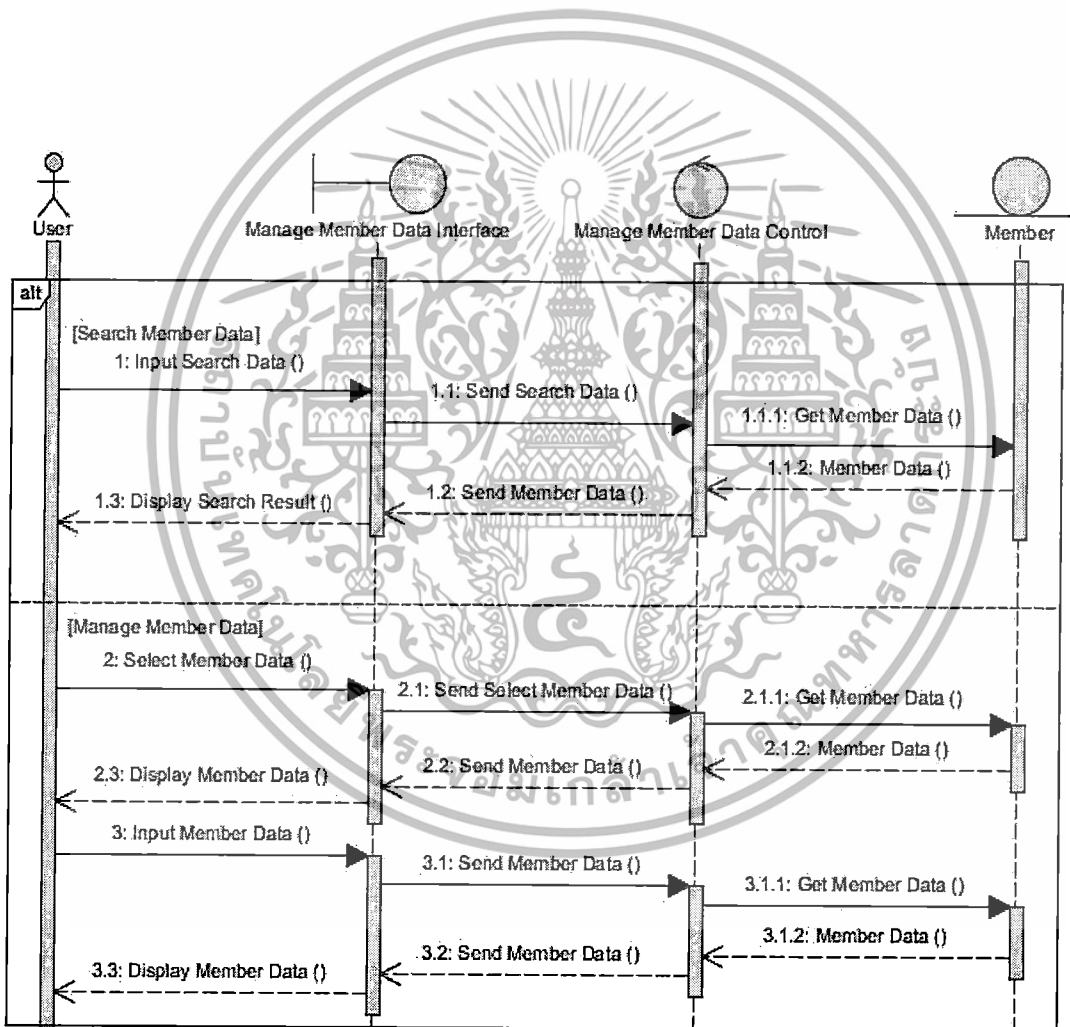 User
Manage Member Data Interface
Manage Member Data Control
Member
alt
[Search Member Data]
1: Input Search Data ()
1.1: Send Search Data ()
1.1.1: Get Member Data ()
1.1.2: Member Data ()
1.2: Send Member Data ()
1.3: Display Search Result ()
[Manage Member Data]
2: Select Member Data ()
2.1: Send Select Member Data ()
2.1.1: Get Member Data ()
2.1.2: Member Data ()
2.2: Send Member Data ()
2.3: Display Member Data ()
3: Input Member Data ()
3.1: Send Member Data ()
3.1.1: Get Member Data ()
3.1.2: Member Data ()
3.2: Send Member Data ()
3.3: Display Member Data ()